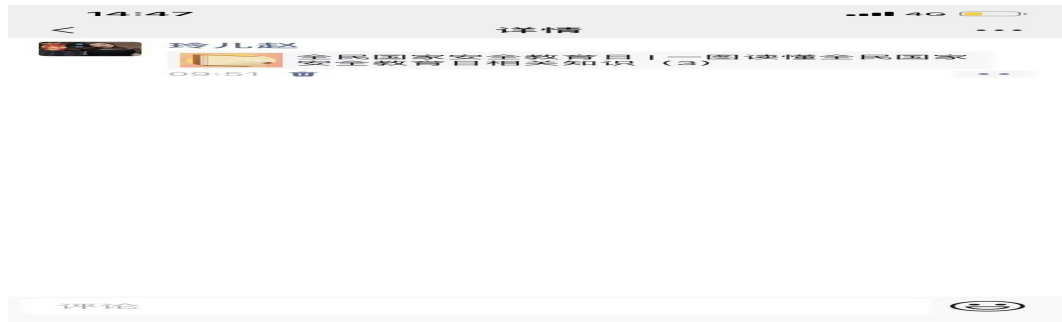 14:47
4G
详情
玲儿赵
全民国家安全教育日 | 一图读懂全民国家
安全教育日相关知识（3）
09:51
评论